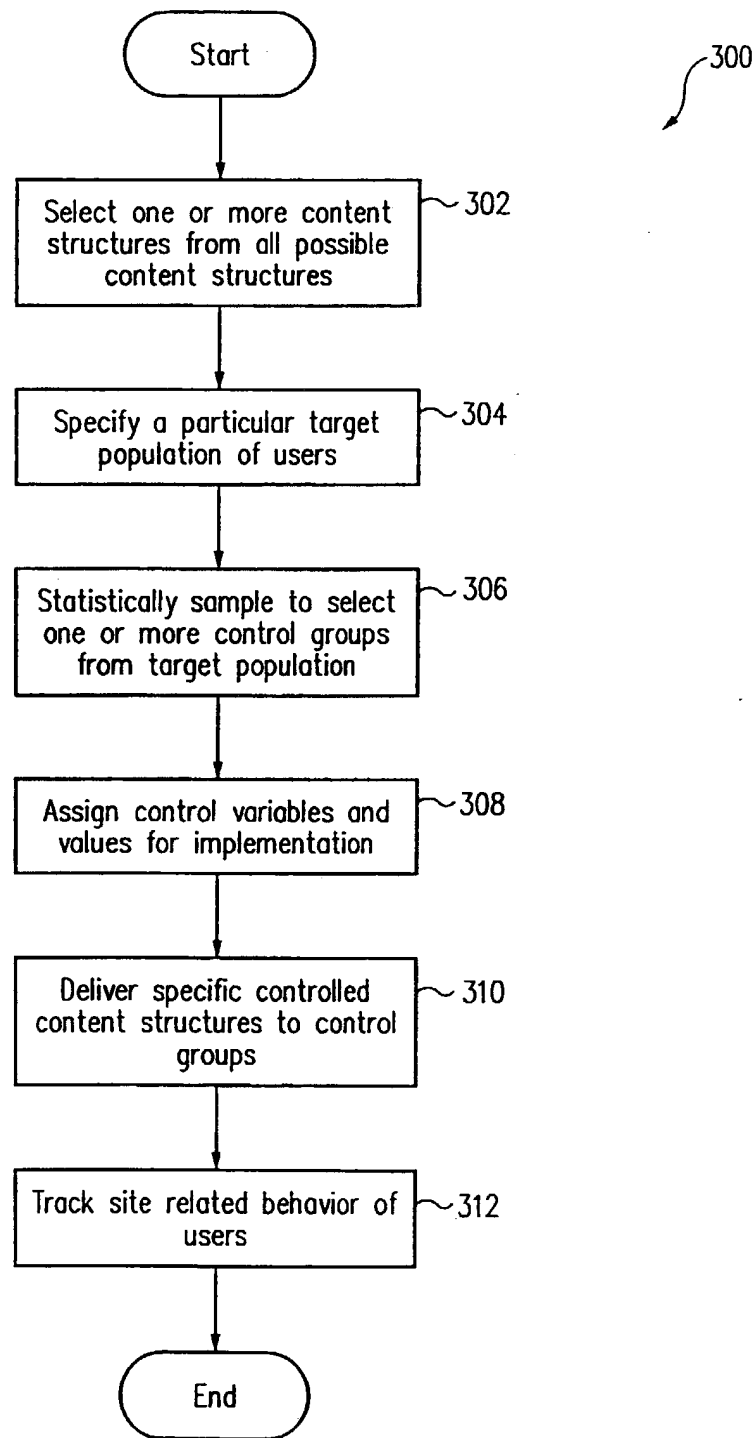 Start
300
Select one or more content
structures from all possible
content structures
302
Specify a particular target
population of users
304
Statistically sample to select
one or more control groups
from target population
306
Assign control variables and
values for implementation
308
Deliver specific controlled
content structures to control
groups
310
Track site related behavior of
users
312
End